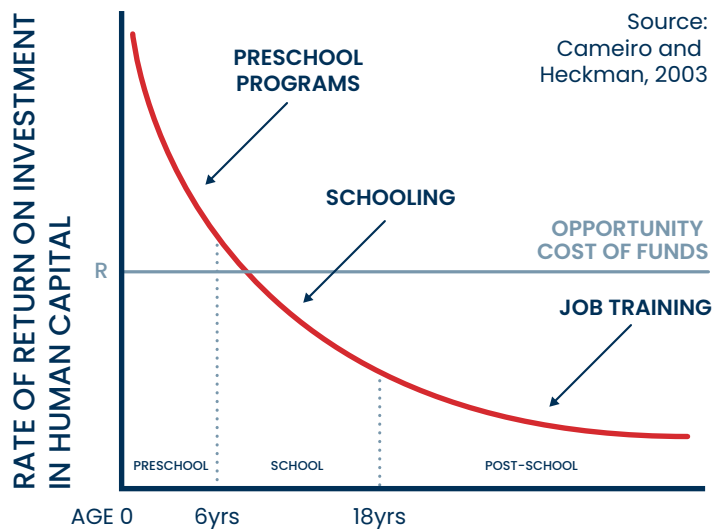 RATE OF RETURN ON INVESTMENT
IN HUMAN CAPITAL
Source:
Cameiro and
Heckman, 2003
PRESCHOOL
PROGRAMS
SCHOOLING
OPPORTUNITY
COST OF FUNDS
R
JOB TRAINING
PRESCHOOL
SCHOOL
POST-SCHOOL
AGE 0
6yrs
18yrs